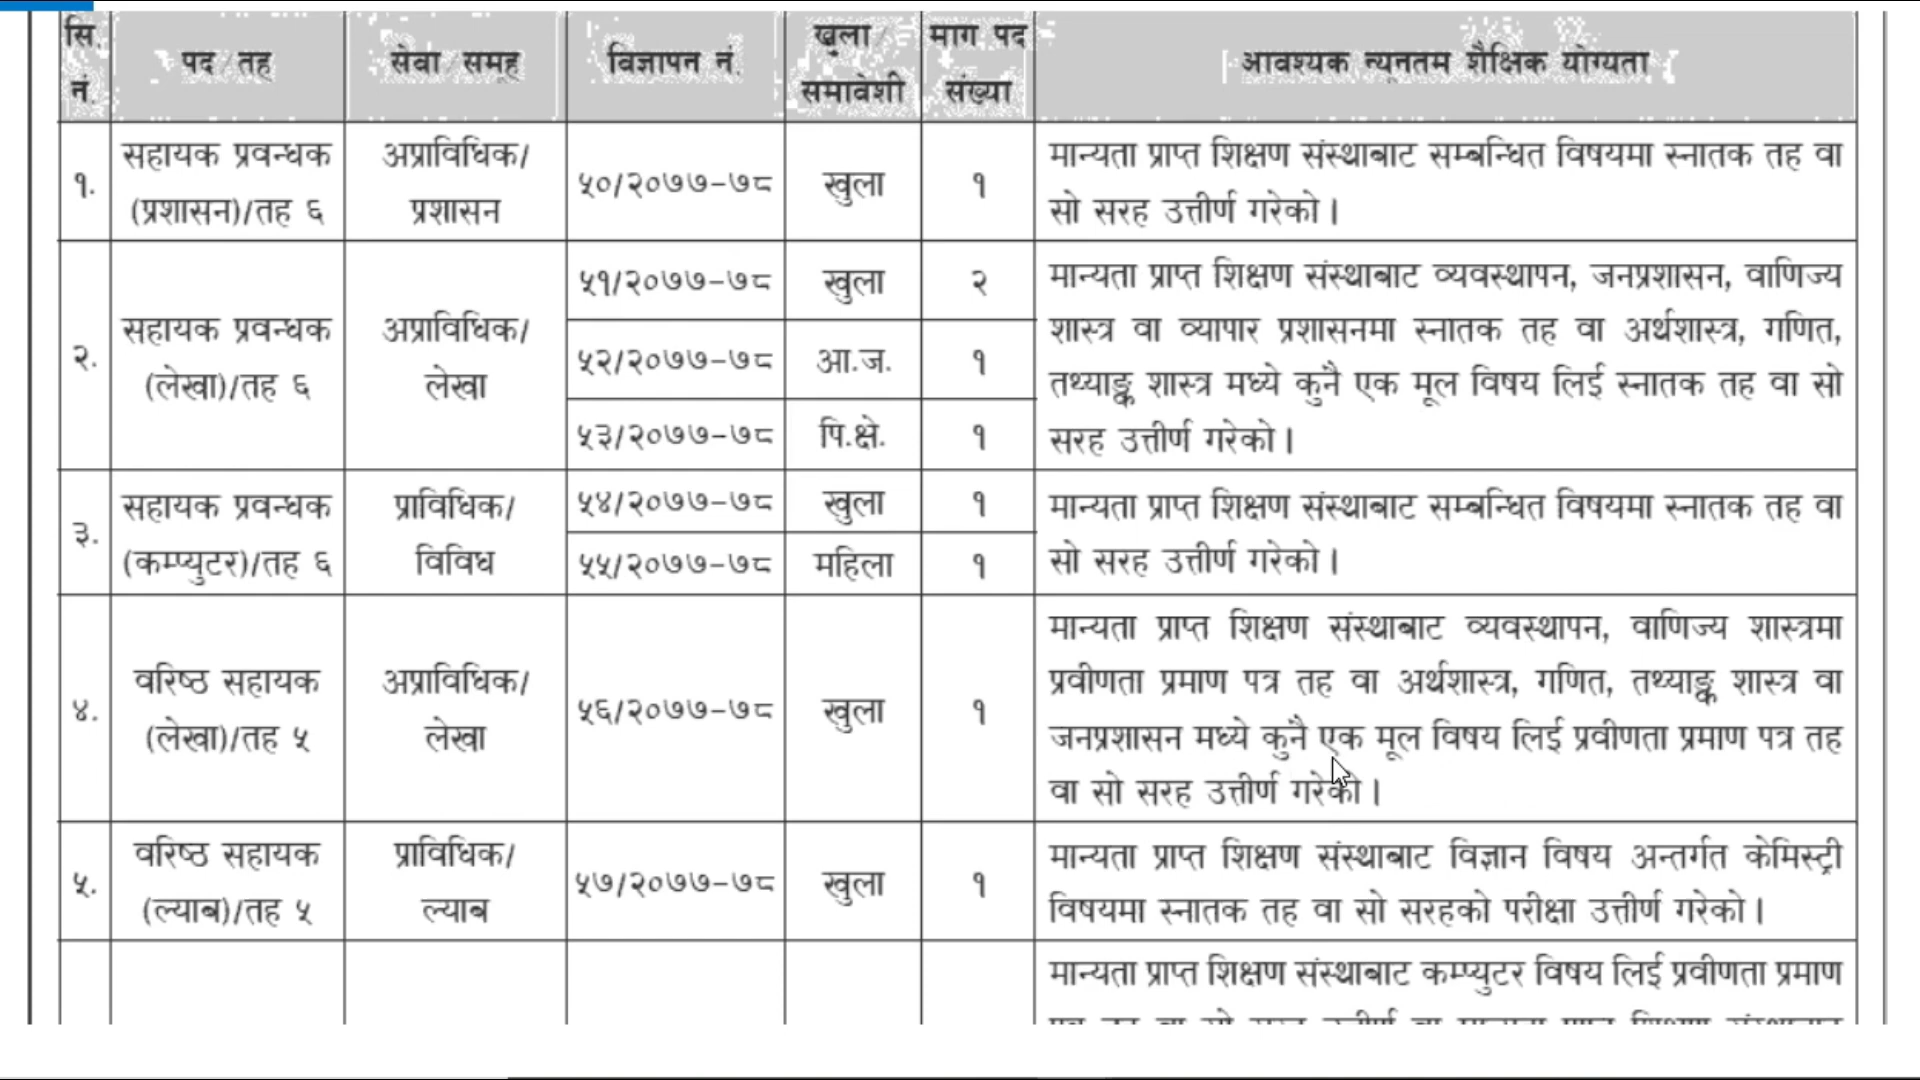 सि.
नं.
पद/तह
सेवा/समूह
विज्ञापन नं.
खुला/
समावेशी
माग पद
संख्या
आवश्यक न्यूनतम शैक्षिक योग्यता
१.
सहायक प्रवन्धक
(प्रशासन)/तह ६
अप्राविधिक/
प्रशासन
५०/२०७७-७८
खुला
१
मान्यता प्राप्त शिक्षण संस्थाबाट सम्बन्धित विषयमा स्नातक तह वा
सो सरह उत्तीर्ण गरेको।
२.
सहायक प्रवन्धक
(लेखा)/तह ६
अप्राविधिक/
लेखा
५१/२०७७-७८
खुला
२
५२/२०७७-७८
आ.ज.
१
५३/२०७७-७८
पि.क्षे.
१
मान्यता प्राप्त शिक्षण संस्थाबाट व्यवस्थापन, जनप्रशासन, वाणिज्य
शास्त्र वा व्यापार प्रशासनमा स्नातक तह वा अर्थशास्त्र, गणित,
तथ्याङ्क शास्त्र मध्ये कुनै एक मूल विषय लिई स्नातक तह वा सो
सरह उत्तीर्ण गरेको।
३.
सहायक प्रवन्धक
(कम्प्युटर)/तह ६
प्राविधिक/
विविध
५४/२०७७-७८
खुला
१
५५/२०७७-७८
महिला
१
मान्यता प्राप्त शिक्षण संस्थाबाट सम्बन्धित विषयमा स्नातक तह वा
सो सरह उत्तीर्ण गरेको।
४.
वरिष्ठ सहायक
(लेखा)/तह ५
अप्राविधिक/
लेखा
५६/२०७७-७८
खुला
१
मान्यता प्राप्त शिक्षण संस्थाबाट व्यवस्थापन, वाणिज्य शास्त्रमा
प्रवीणता प्रमाण पत्र तह वा अर्थशास्त्र, गणित, तथ्याङ्क शास्त्र वा
जनप्रशासन मध्ये कुनै एक मूल विषय लिई प्रवीणता प्रमाण पत्र तह
वा सो सरह उत्तीर्ण गरेको।
५.
वरिष्ठ सहायक
(ल्याब)/तह ५
प्राविधिक/
ल्याब
५७/२०७७-७८
खुला
१
मान्यता प्राप्त शिक्षण संस्थाबाट विज्ञान विषय अन्तर्गत केमिस्ट्री
विषयमा स्नातक तह वा सो सरहको परीक्षा उत्तीर्ण गरेको।
मान्यता प्राप्त शिक्षण संस्थाबाट कम्प्युटर विषय लिई प्रवीणता प्रमाण